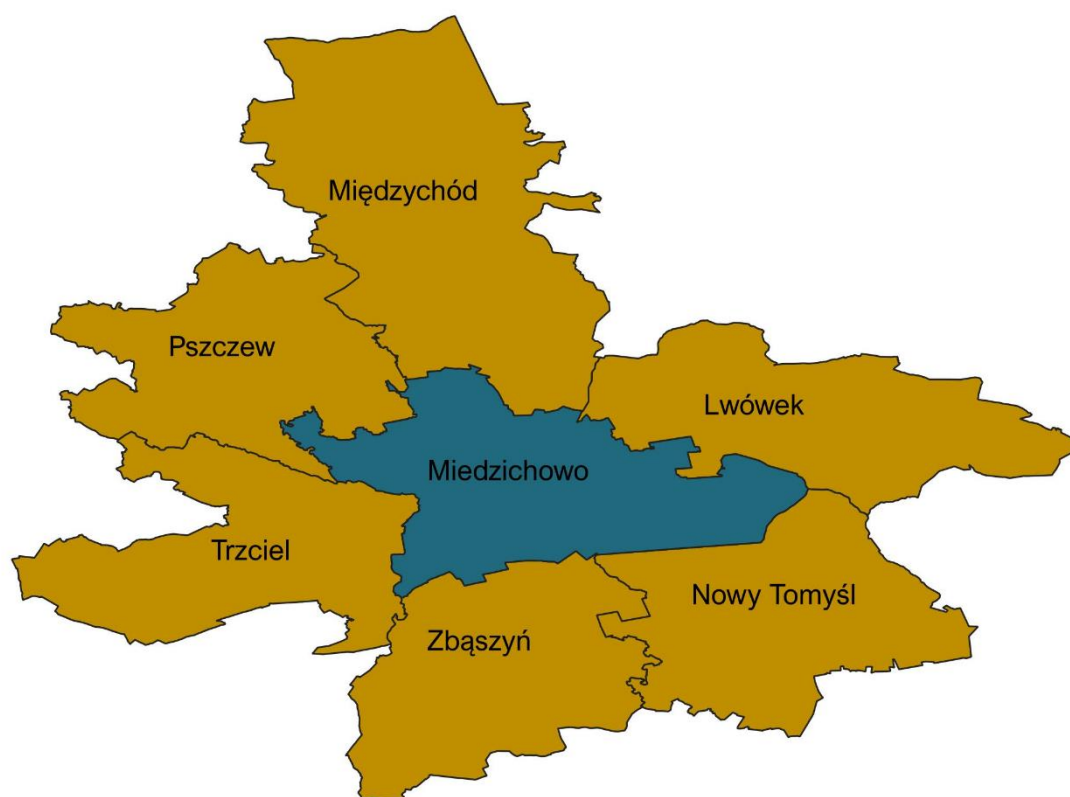 Międzychód
Pszczew
Lwówek
Miedzichowo
Trzciel
Nowy Tomyśl
Zbąszyń